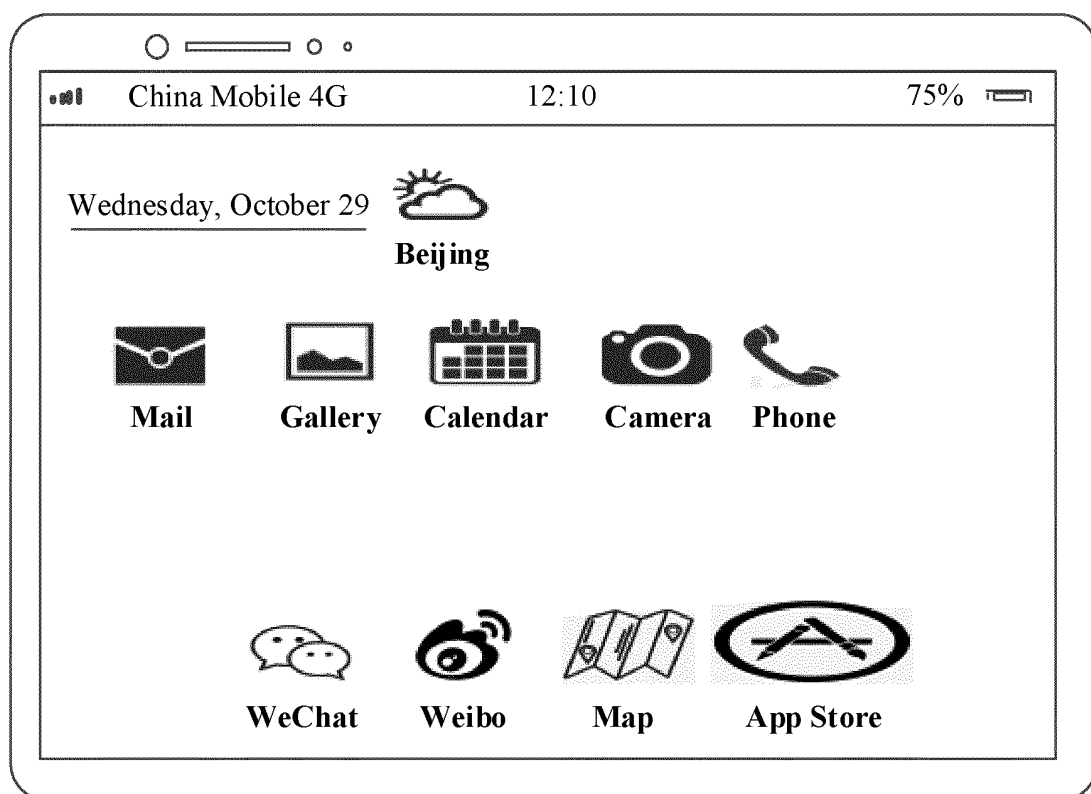 China Mobile 4G 12:10 75%
Wednesday, October 29
Beijing
Mail Gallery Calendar Camera Phone
WeChat Weibo Map App Store